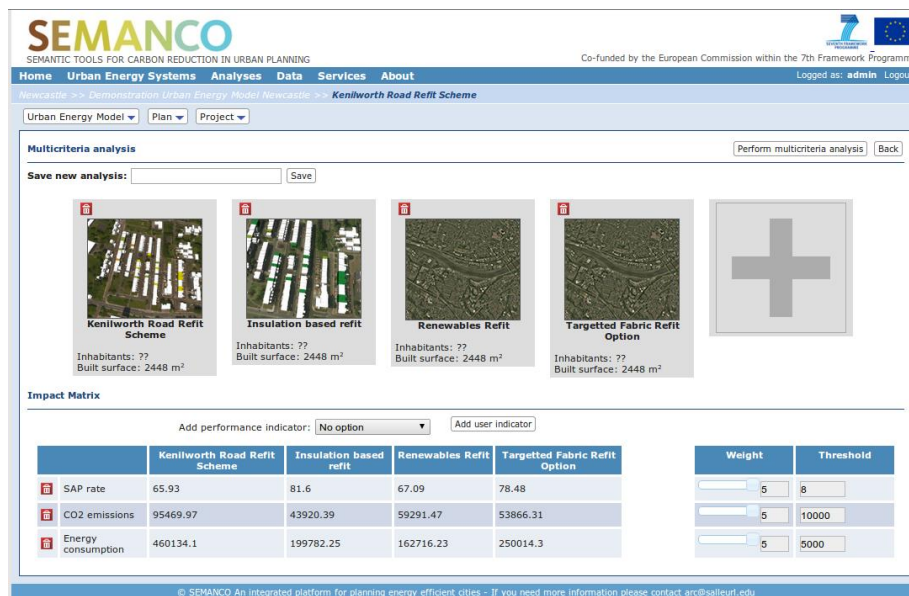 SEMANCO
SEMANTIC TOOLS FOR CARBON REDUCTION IN URBAN PLANNING
SEVENTH FRAMEWORK PROGRAMME
Co-funded by the European Commission within the 7th Framework Programm
Home Urban Energy Systems Analyses Data Services About
Logged as: admin Logou
Newcastle >> Demonstration Urban Energy Model Newcastle >> Kenilworth Road Refit Scheme
Urban Energy Model Plan Project
Multicriteria analysis
Perform multicriteria analysis Back
Save new analysis: Save
Kenilworth Road Refit Scheme
Inhabitants: ??
Built surface: 2448 m²
Insulation based refit
Inhabitants: ??
Built surface: 2448 m²
Renewables Refit
Inhabitants: ??
Built surface: 2448 m²
Targetted Fabric Refit Option
Inhabitants: ??
Built surface: 2448 m²
Impact Matrix
Add performance indicator: No option Add user indicator
Kenilworth Road Refit Scheme Insulation based refit Renewables Refit Targetted Fabric Refit Option Weight Threshold
SAP rate 65.93 81.6 67.09 78.48 5 8
CO2 emissions 95469.97 43920.39 59291.47 53866.31 5 10000
Energy consumption 460134.1 199782.25 162716.23 250014.3 5 5000
© SEMANCO An integrated platform for planning energy efficient cities - If you need more information please contact arc@salleurl.edu